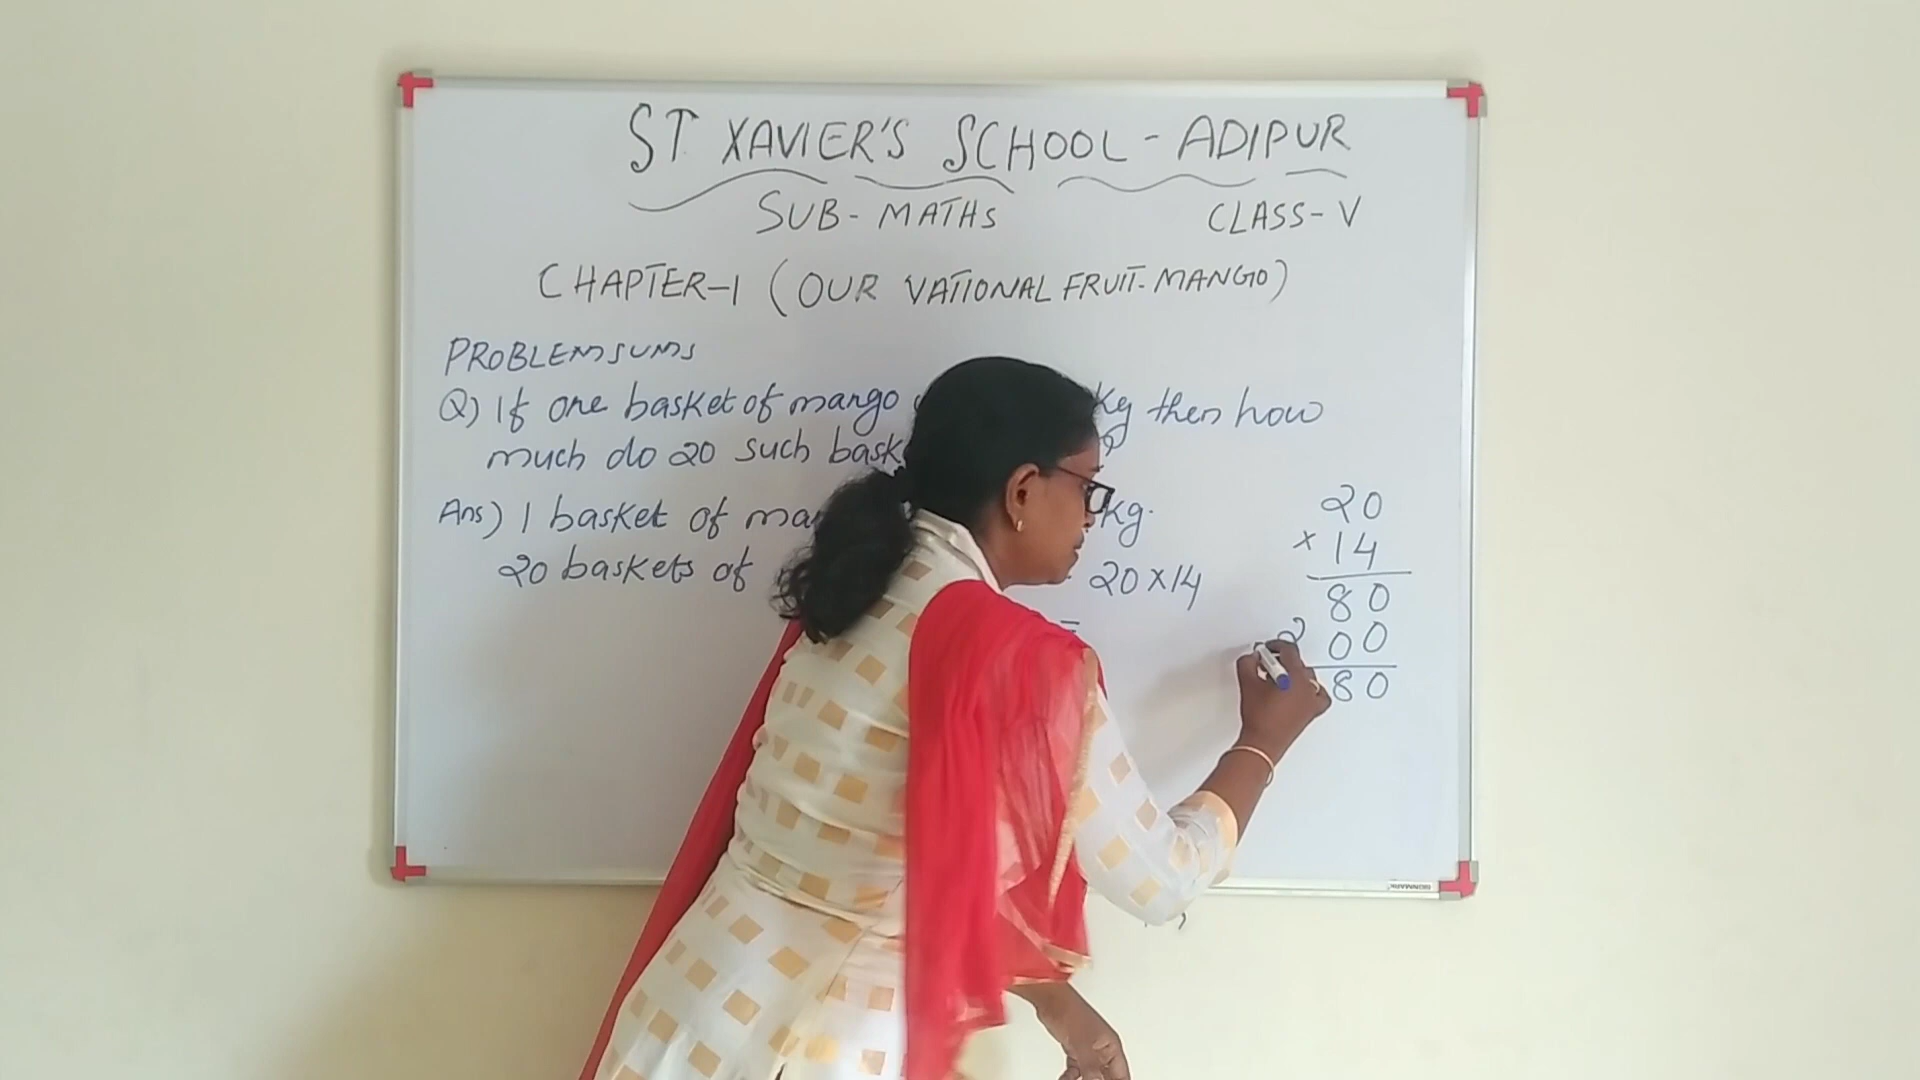 ST XAVIER'S SCHOOL - ADIPUR
SUB - MATHS CLASS - V
CHAPTER-1 (OUR VATIONAL FRUIT-MANGO)
PROBLEM SUMS
Q) If one basket of mango kg then how
much do 20 such bask ?
Ans) 1 basket of man kg.
20 baskets of = 20 x 14
=
20
x 14
80
2 00
80